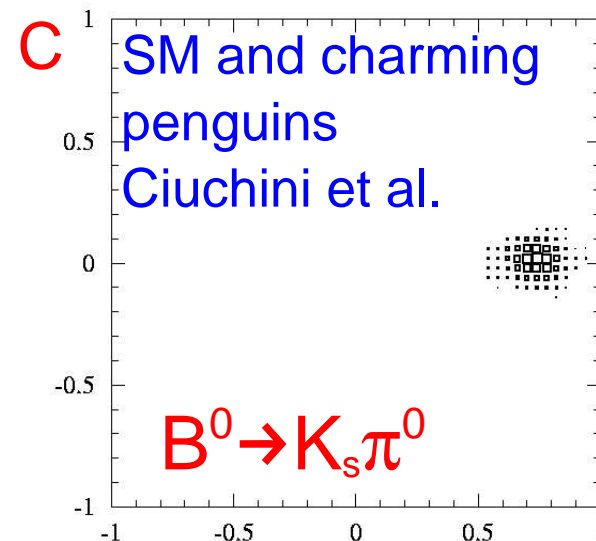 C
SM and charming
penguins
Ciuchini et al.
1
0.5
0
-0.5
-1
B⁰→Kₛπ⁰
-1 -0.5 0 0.5